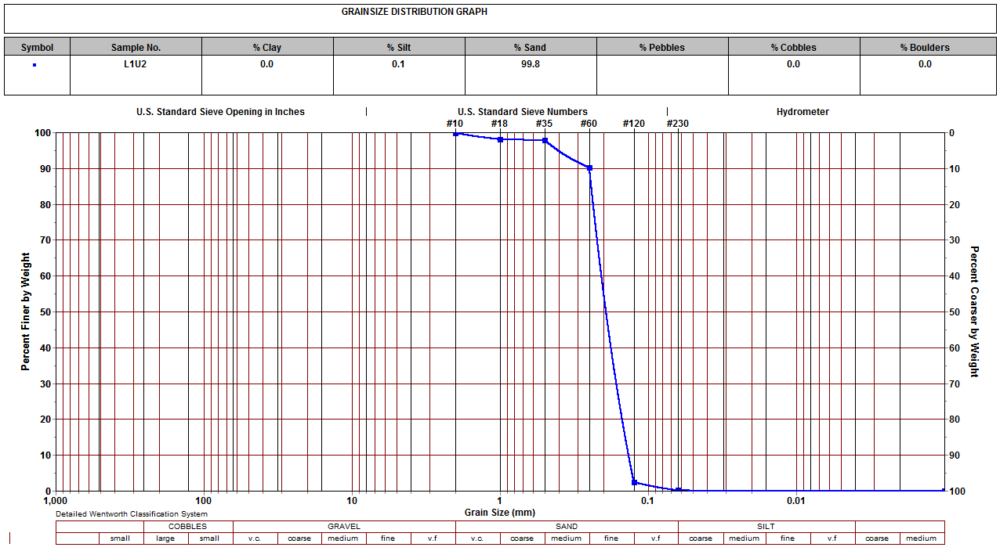 GRAINSIZE DISTRIBUTION GRAPH
Symbol Sample No. % Clay % Silt % Sand % Pebbles % Cobbles % Boulders
L1U2 0.0 0.1 99.8 0.0 0.0
U.S. Standard Sieve Opening in Inches | U.S. Standard Sieve Numbers | Hydrometer
#10 #18 #35 #60 #120 #230
100 0
90 10
80 20
70 30
60 40
50 50
40 60
30 70
20 80
10 90
0 100
Percent Finer by Weight
Percent Coarser by Weight
1,000 100 10 1 0.1 0.01
Grain Size (mm)
Detailed Wentworth Classification System
COBBLES GRAVEL SAND SILT
small large small v.c. coarse medium fine v.f v.c. coarse medium fine v.f coarse medium fine v.f coarse medium